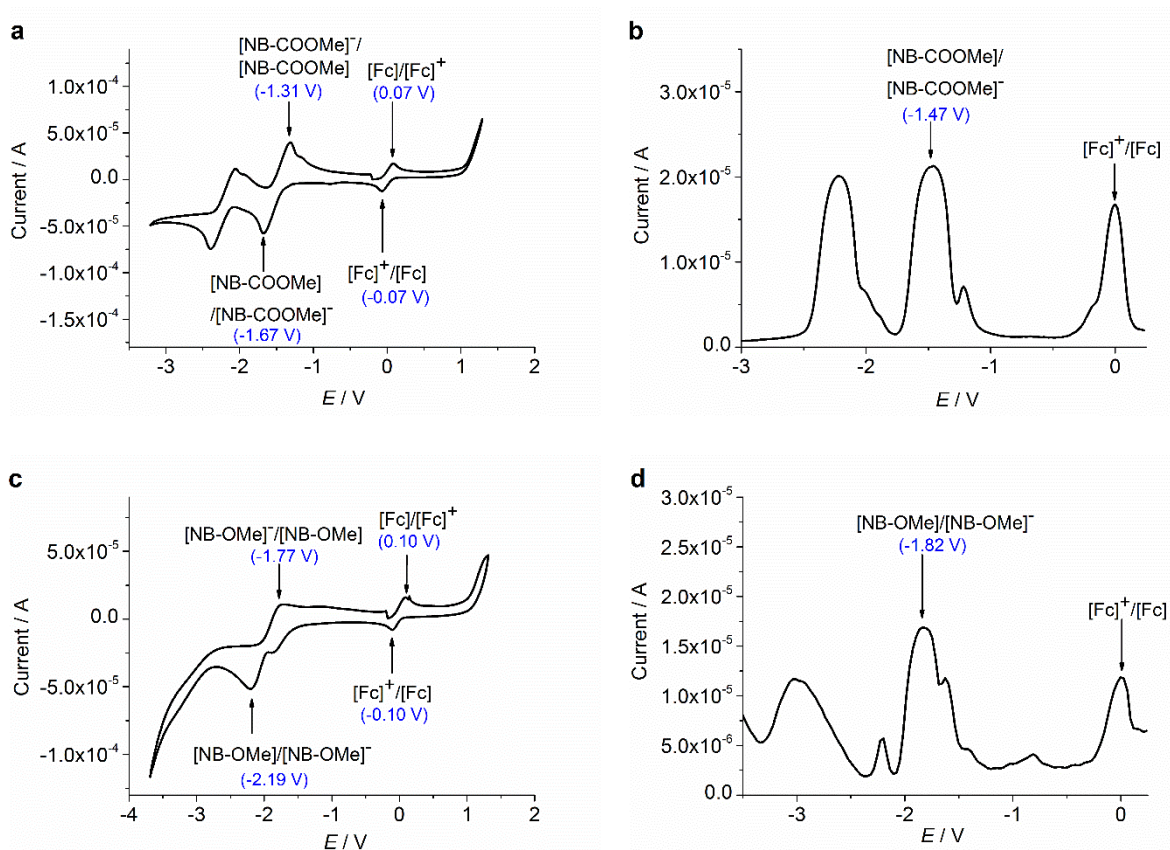 a
[NB-COOMe]⁻/
[NB-COOMe]
(-1.31 V)
[Fc]/[Fc]⁺
(0.07 V)
1.0x10⁻⁴
5.0x10⁻⁵
0.0
-5.0x10⁻⁵
-1.0x10⁻⁴
-1.5x10⁻⁴
Current / A
[NB-COOMe]
/[NB-COOMe]⁻
(-1.67 V)
[Fc]⁺/[Fc]
(-0.07 V)
-3 -2 -1 0 1 2
E / V
b
[NB-COOMe]/
[NB-COOMe]⁻
(-1.47 V)
[Fc]⁺/[Fc]
3.0x10⁻⁵
2.0x10⁻⁵
1.0x10⁻⁵
0.0
Current / A
-3 -2 -1 0
E / V
c
[NB-OMe]⁻/[NB-OMe]
(-1.77 V)
[Fc]/[Fc]⁺
(0.10 V)
5.0x10⁻⁵
0.0
-5.0x10⁻⁵
-1.0x10⁻⁴
Current / A
[Fc]⁺/[Fc]
(-0.10 V)
[NB-OMe]/[NB-OMe]⁻
(-2.19 V)
-4 -3 -2 -1 0 1 2
E / V
d
[NB-OMe]/[NB-OMe]⁻
(-1.82 V)
[Fc]⁺/[Fc]
3.0x10⁻⁵
2.5x10⁻⁵
2.0x10⁻⁵
1.5x10⁻⁵
1.0x10⁻⁵
5.0x10⁻⁶
0.0
Current / A
-3 -2 -1 0
E / V